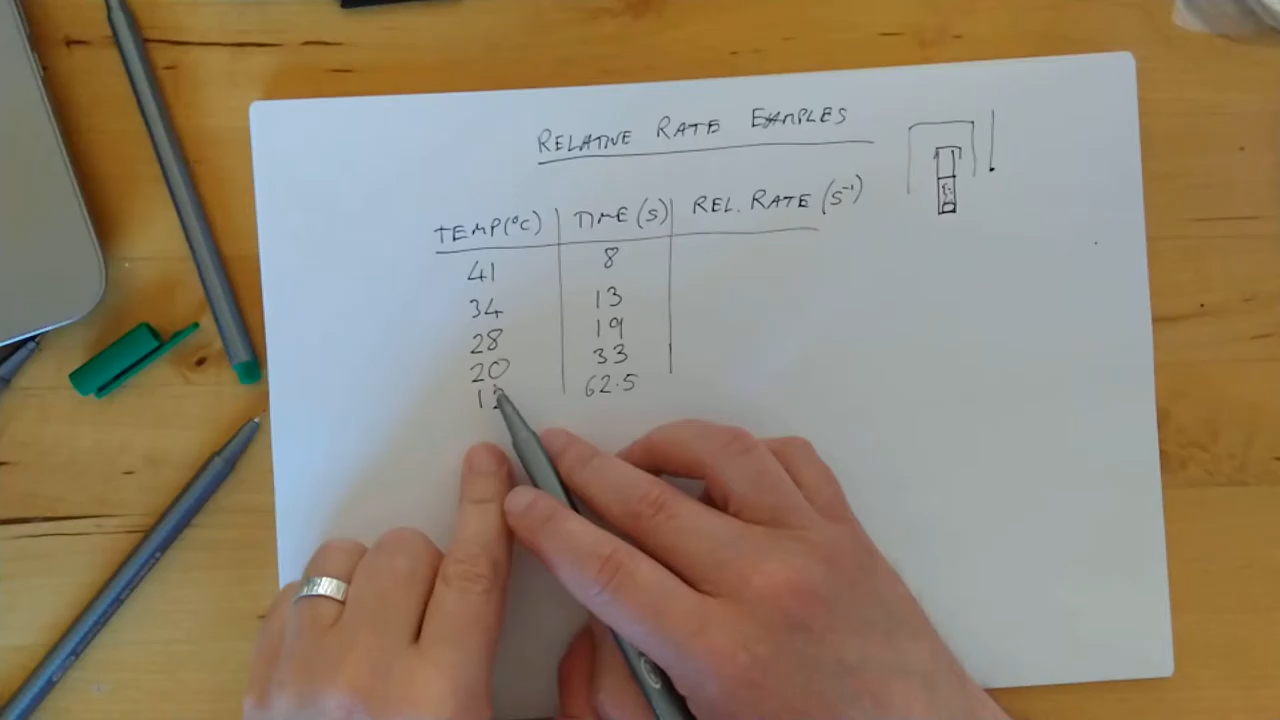 RELATIVE RATE EXAMPLES
TEMP(°C) TIME (S) REL. RATE (S⁻¹)
41 8
34 13
28 19
20 33
62.5